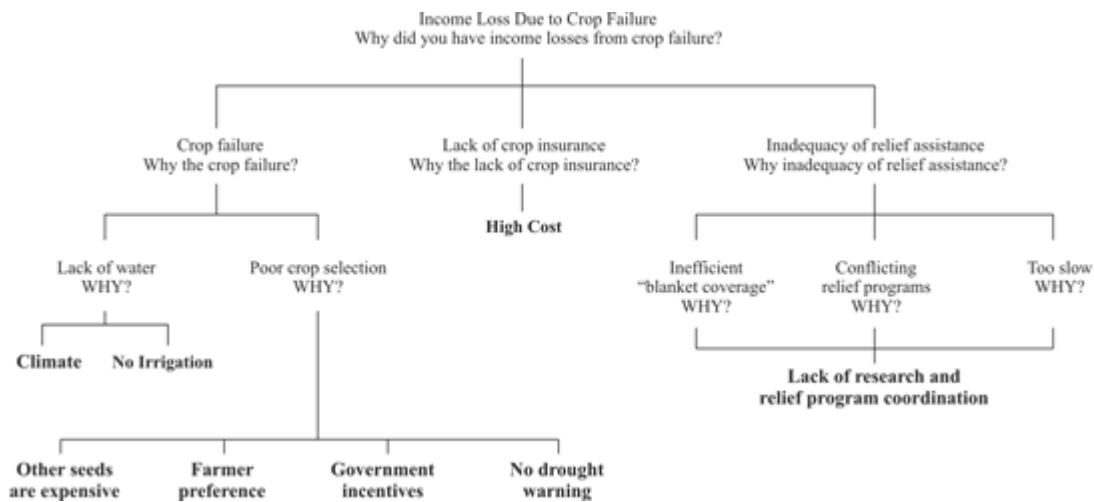 Income Loss Due to Crop Failure
Why did you have income losses from crop failure?
Crop failure
Why the crop failure?
Lack of crop insurance
Why the lack of crop insurance?
Inadequacy of relief assistance
Why inadequacy of relief assistance?
High Cost
Lack of water
WHY?
Poor crop selection
WHY?
Inefficient
“blanket coverage”
WHY?
Conflicting
relief programs
WHY?
Too slow
WHY?
Climate
No Irrigation
Lack of research and
relief program coordination
Other seeds
are expensive
Farmer
preference
Government
incentives
No drought
warning